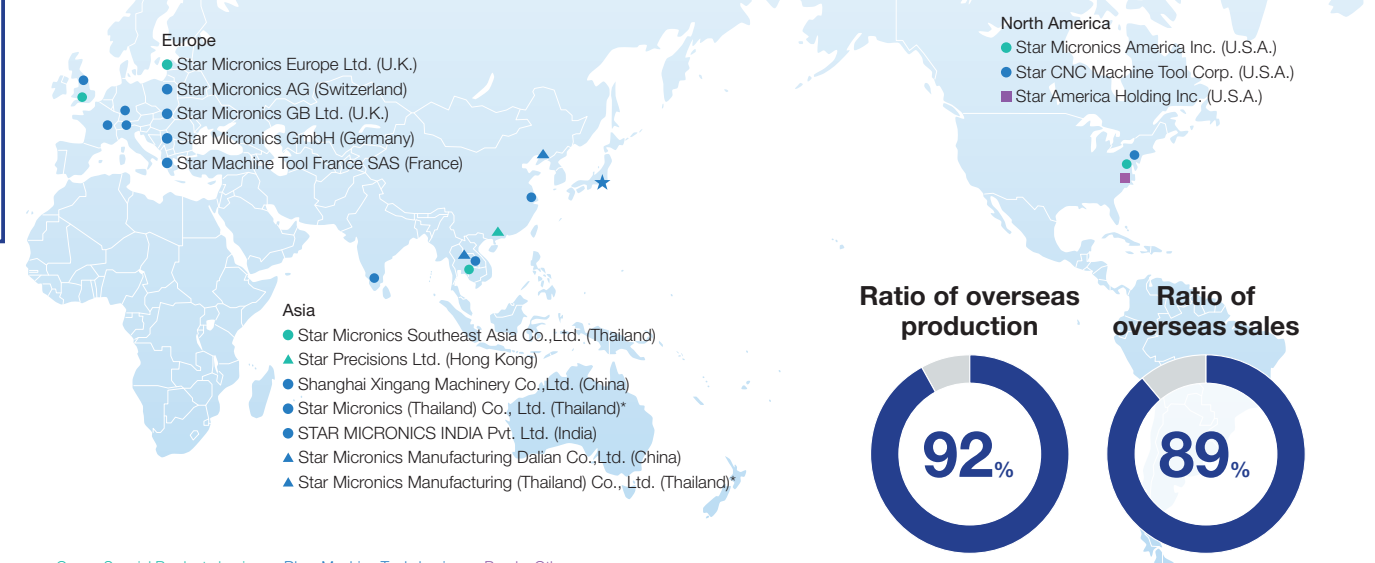 Europe
Star Micronics Europe Ltd. (U.K.)
Star Micronics AG (Switzerland)
Star Micronics GB Ltd. (U.K.)
Star Micronics GmbH (Germany)
Star Machine Tool France SAS (France)
North America
Star Micronics America Inc. (U.S.A.)
Star CNC Machine Tool Corp. (U.S.A.)
Star America Holding Inc. (U.S.A.)
Asia
Star Micronics Southeast Asia Co.,Ltd. (Thailand)
Star Precisions Ltd. (Hong Kong)
Shanghai Xingang Machinery Co.,Ltd. (China)
Star Micronics (Thailand) Co., Ltd. (Thailand)*
STAR MICRONICS INDIA Pvt. Ltd. (India)
Star Micronics Manufacturing Dalian Co.,Ltd. (China)
Star Micronics Manufacturing (Thailand) Co., Ltd. (Thailand)*
Ratio of overseas
production
92%
Ratio of
overseas sales
89%